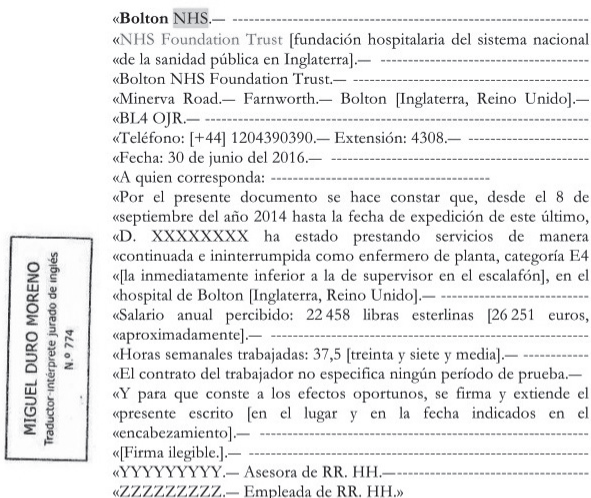 «Bolton NHS.— ------------------------------------------------------------
«NHS Foundation Trust [fundación hospitalaria del sistema nacional
«de la sanidad pública en Inglaterra].— -----------------------------------
«Bolton NHS Foundation Trust.— ----------------------------------------
«Minerva Road.— Farnworth.— Bolton [Inglaterra, Reino Unido].—
«BL4 OJR.— -----------------------------------------------------------------
«Teléfono: [+44] 1204390390.— Extensión: 4308.— ---------------------
«Fecha: 30 de junio del 2016.— -------------------------------------------
«A quien corresponda: -------------------------------------
«Por el presente documento se hace constar que, desde el 8 de
«septiembre del año 2014 hasta la fecha de expedición de este último,
«D. XXXXXXXX ha estado prestando servicios de manera
«continuada e ininterrumpida como enfermero de planta, categoría E4
«[la inmediatamente inferior a la de supervisor en el escalafón], en el
«hospital de Bolton [Inglaterra, Reino Unido].— -------------------------
«Salario anual percibido: 22 458 libras esterlinas [26 251 euros,
«aproximadamente].— -----------------------------------------------------
«Horas semanales trabajadas: 37,5 [treinta y siete y media].— -----------
«El contrato del trabajador no especifica ningún período de prueba.—
«Y para que conste a los efectos oportunos, se firma y extiende el
«presente escrito [en el lugar y en la fecha indicados en el
«encabezamiento].— -------------------------------------------------------
«[Firma ilegible.].— --------------------------------------------------------
«YYYYYYYYY.— Asesora de RR. HH.—---------------------------------
«ZZZZZZZZZ.— Empleada de RR. HH.»
MIGUEL DURO MORENO
Traductor-intérprete jurado de inglés
N.º 774